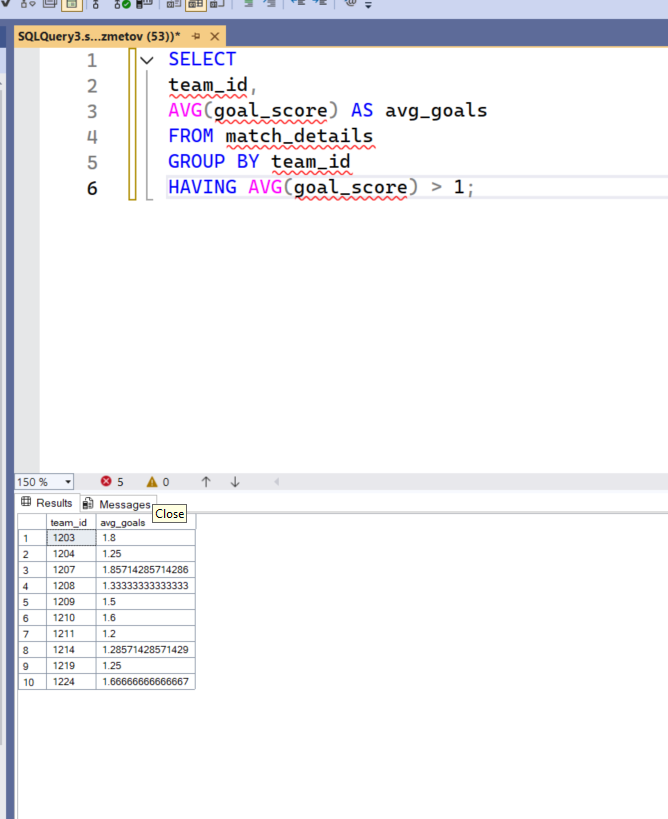 SQLQuery3.s...zmetov (53))*
1 SELECT
2 team_id,
3 AVG(goal_score) AS avg_goals
4 FROM match_details
5 GROUP BY team_id
6 HAVING AVG(goal_score) > 1;
150 % 5 0
Results Messages
Close
team_id avg_goals
1 1203 1.8
2 1204 1.25
3 1207 1.85714285714286
4 1208 1.33333333333333
5 1209 1.5
6 1210 1.6
7 1211 1.2
8 1214 1.28571428571429
9 1219 1.25
10 1224 1.66666666666667